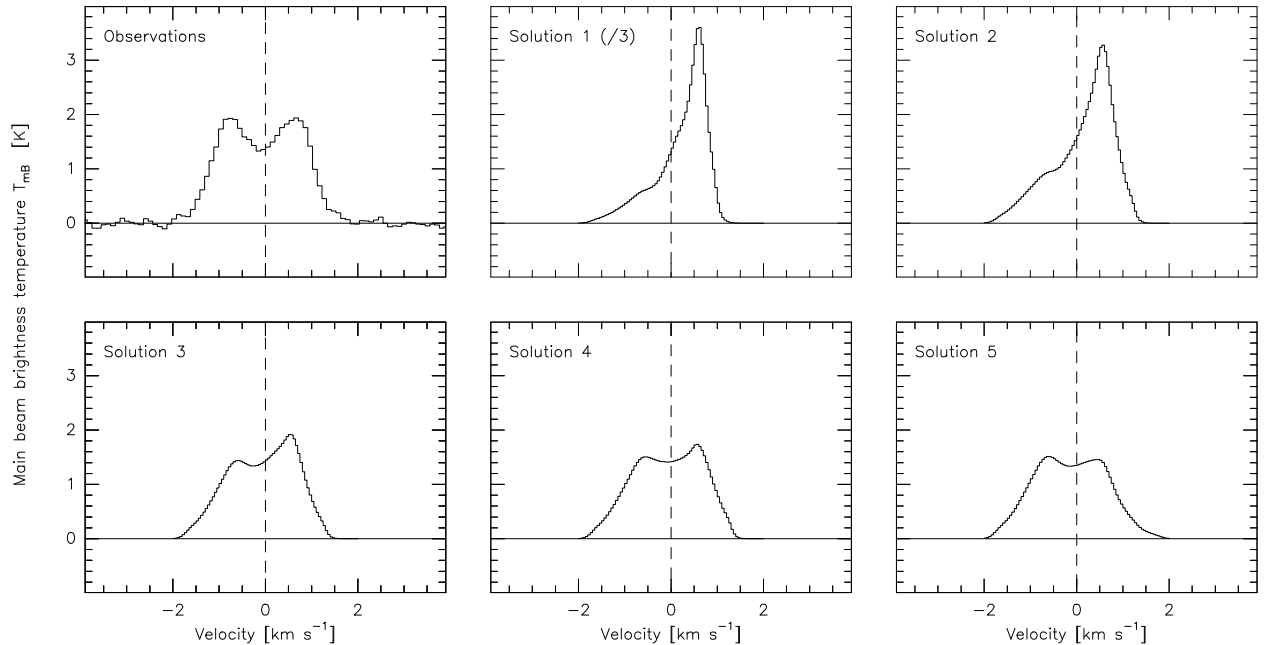 Observations
Solution 1 (/3)
Solution 2
3
2
1
0
Main beam brightness temperature T_mB [K]
Solution 3
Solution 4
Solution 5
3
2
1
0
−2 0 2
−2 0 2
−2 0 2
Velocity [km s⁻¹]
Velocity [km s⁻¹]
Velocity [km s⁻¹]